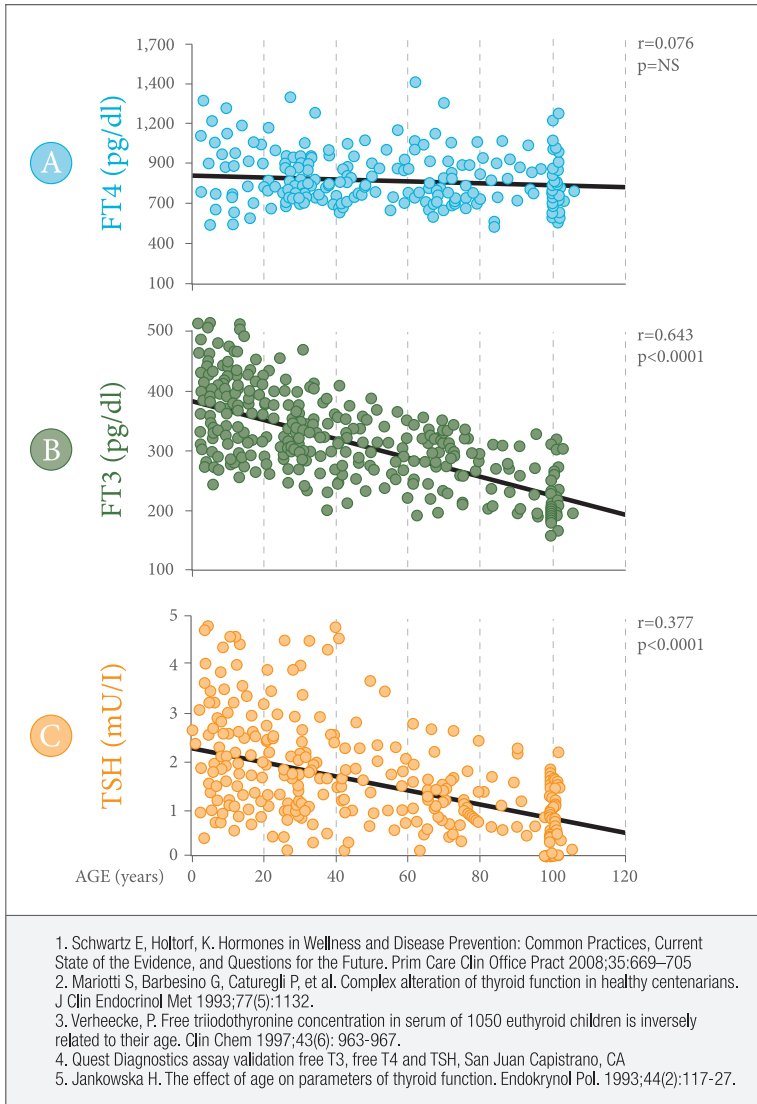 A
FT4 (pg/dl)
1,700
1,400
1,200
900
700
400
100
r=0.076
p=NS
B
FT3 (pg/dl)
500
400
300
200
100
r=0.643
p<0.0001
C
TSH (mU/I)
5
4
3
2
1
0
r=0.377
p<0.0001
AGE (years)
0 20 40 60 80 100 120
1. Schwartz E, Holtorf, K. Hormones in Wellness and Disease Prevention: Common Practices, Current
State of the Evidence, and Questions for the Future. Prim Care Clin Office Pract 2008;35:669–705
2. Mariotti S, Barbesino G, Caturegli P, et al. Complex alteration of thyroid function in healthy centenarians.
J Clin Endocrinol Met 1993;77(5):1132.
3. Verheecke, P. Free triiodothyronine concentration in serum of 1050 euthyroid children is inversely
related to their age. Clin Chem 1997;43(6): 963-967.
4. Quest Diagnostics assay validation free T3, free T4 and TSH, San Juan Capistrano, CA
5. Jankowska H. The effect of age on parameters of thyroid function. Endokrynol Pol. 1993;44(2):117-27.